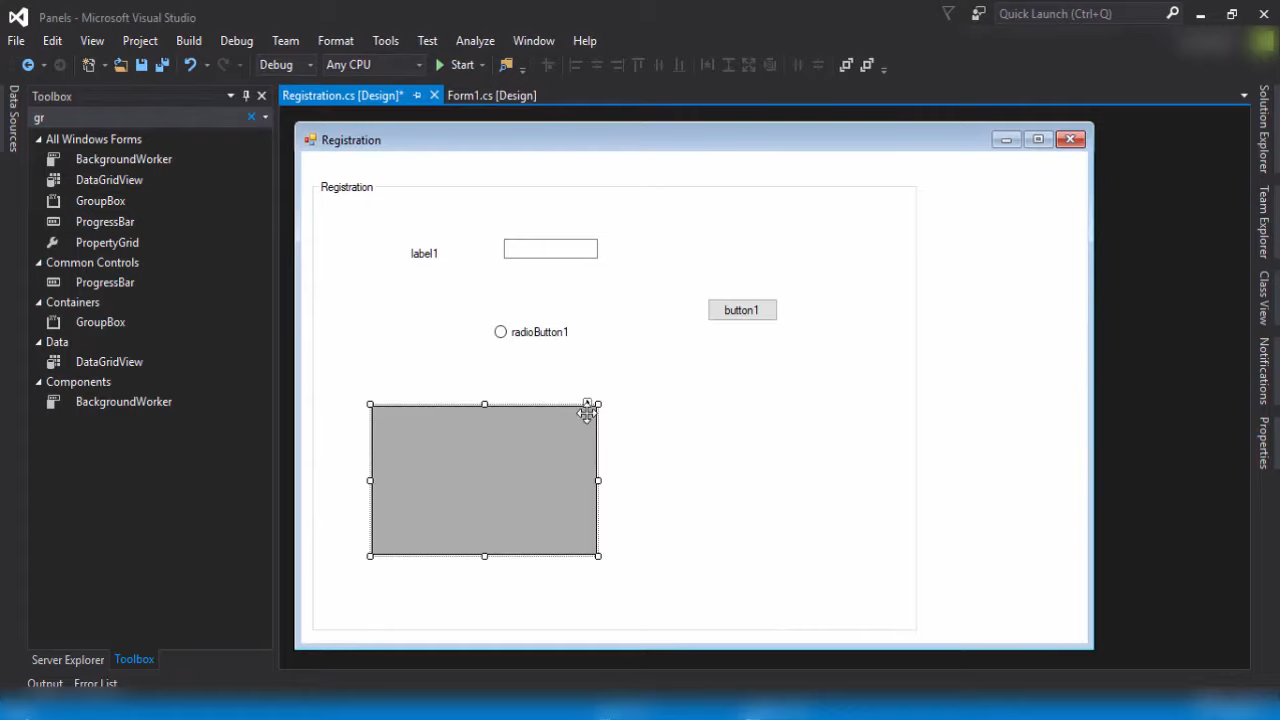 Panels - Microsoft Visual Studio
Quick Launch (Ctrl+Q)
File Edit View Project Build Debug Team Format Tools Test Analyze Window Help
Debug Any CPU Start
Data Sources
Toolbox
Registration.cs [Design]* Form1.cs [Design]
gr
All Windows Forms
BackgroundWorker
DataGridView
GroupBox
ProgressBar
PropertyGrid
Common Controls
ProgressBar
Containers
GroupBox
Data
DataGridView
Components
BackgroundWorker
Registration
Registration
label1
button1
radioButton1
Solution Explorer
Team Explorer
Class View
Notifications
Properties
Server Explorer Toolbox
Output Error List